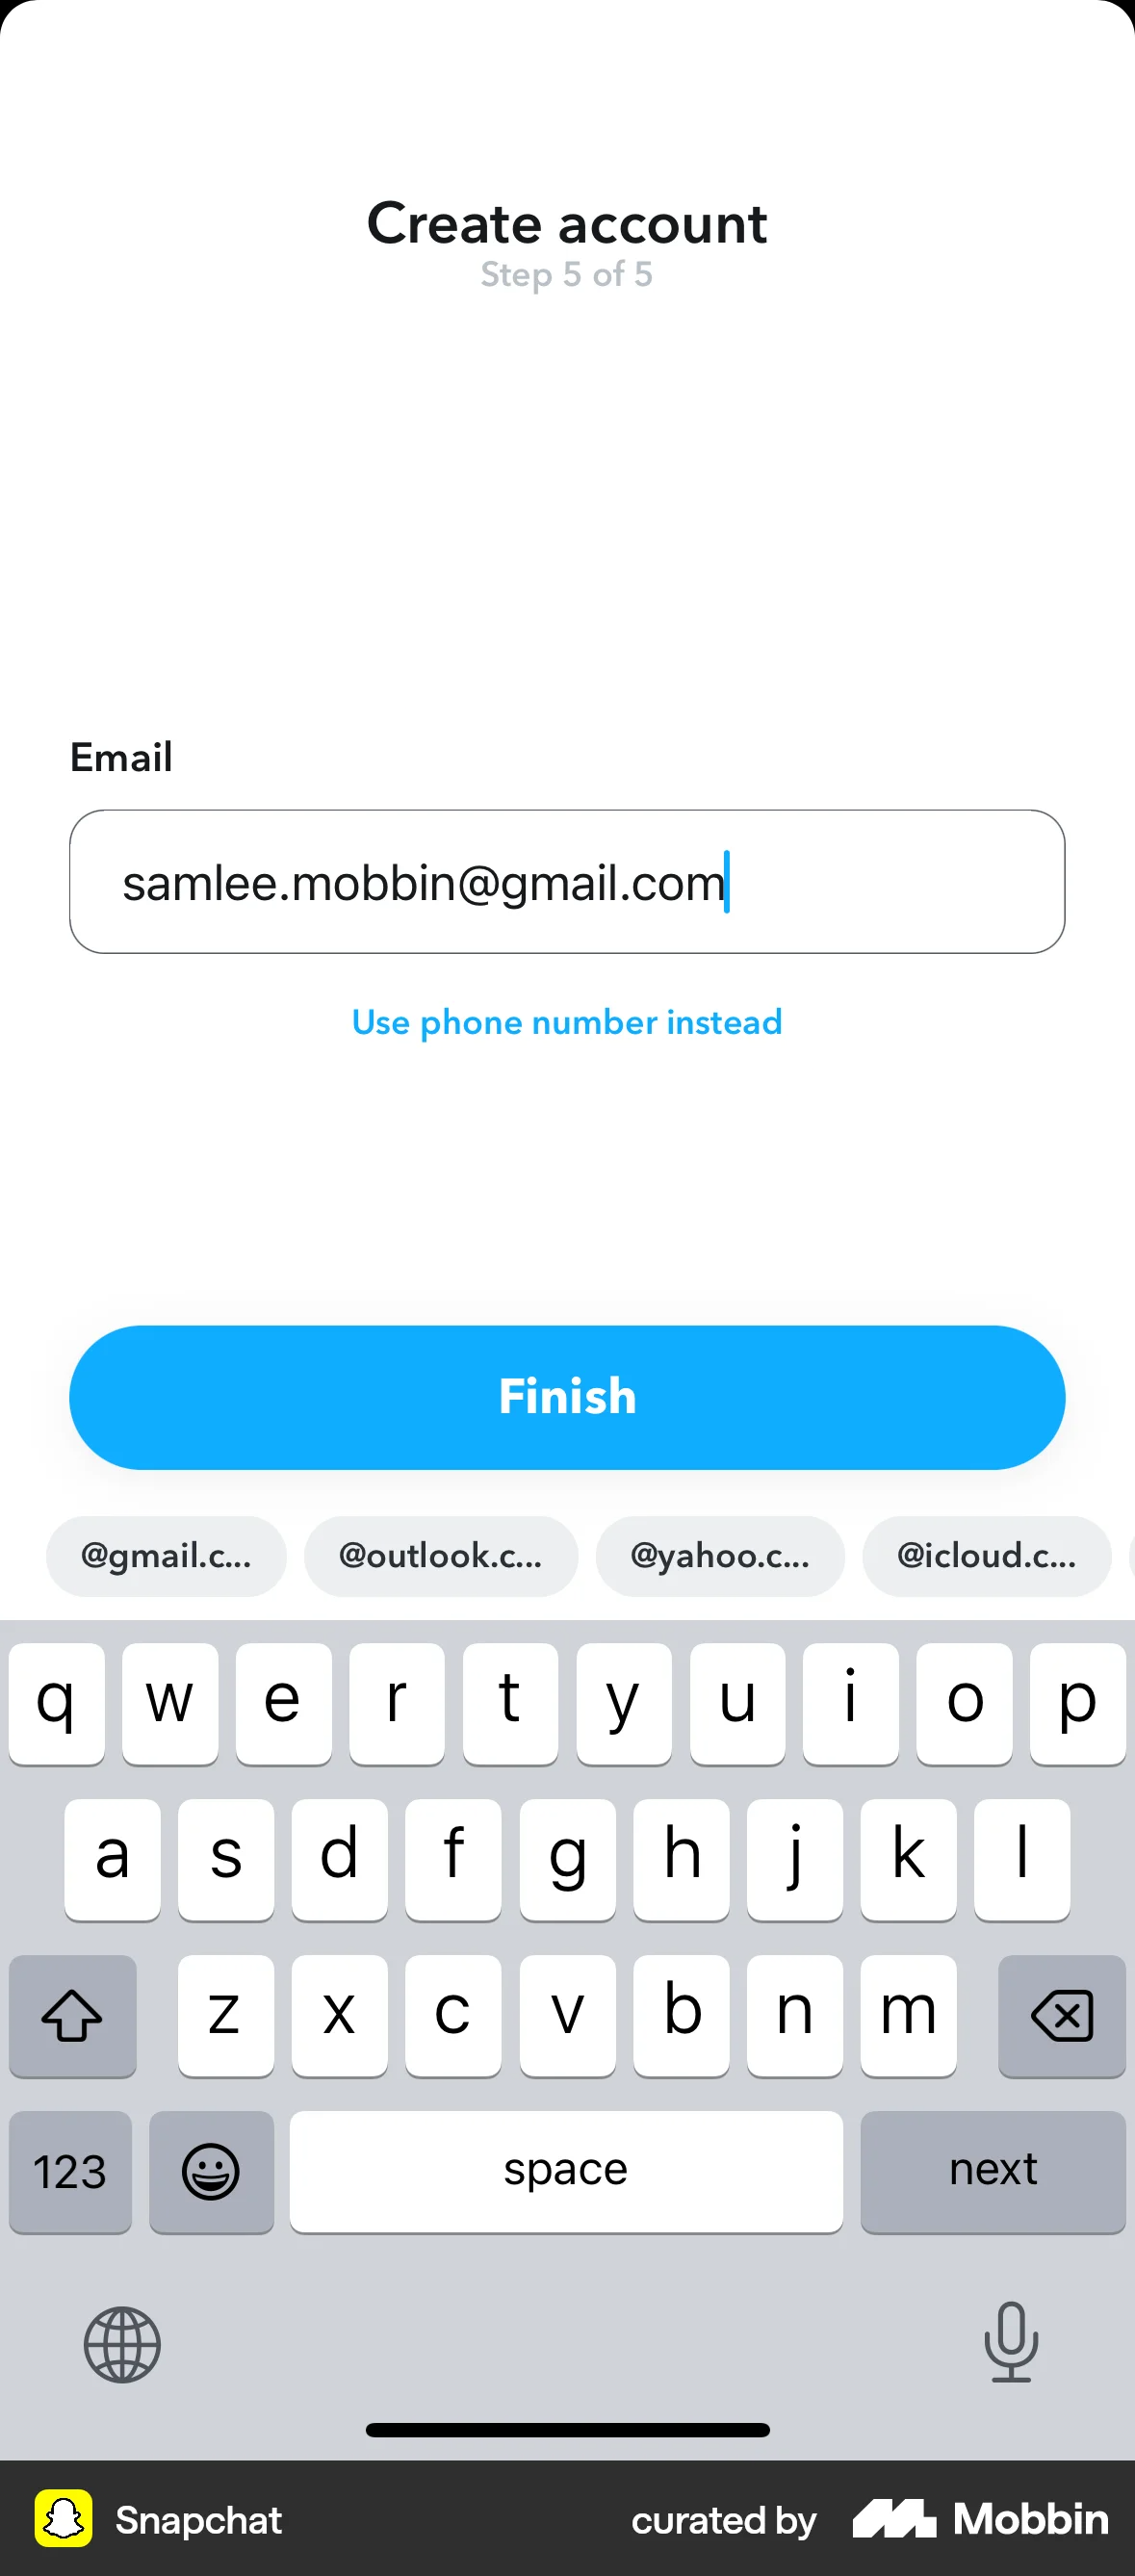 Create account
Step 5 of 5
Email
samlee.mobbin@gmail.com
Use phone number instead
Finish
@gmail.c... @outlook.c... @yahoo.c... @icloud.c...
q w e r t y u i o p
a s d f g h j k l
z x c v b n m
123 space next
Snapchat curated by Mobbin